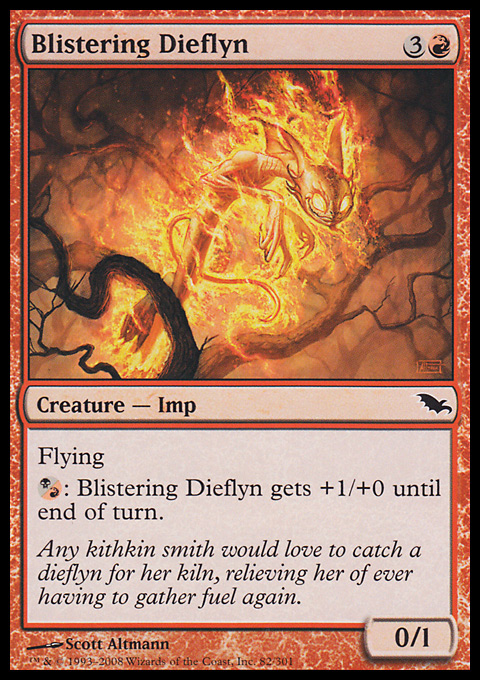 Blistering Dieflyn 3
Creature — Imp
Flying
: Blistering Dieflyn gets +1/+0 until
end of turn.
Any kithkin smith would love to catch a
dieflyn for her kiln, relieving her of ever
having to gather fuel again.
Scott Altmann
0/1
™ & © 1993–2008 Wizards of the Coast, Inc. 82/301